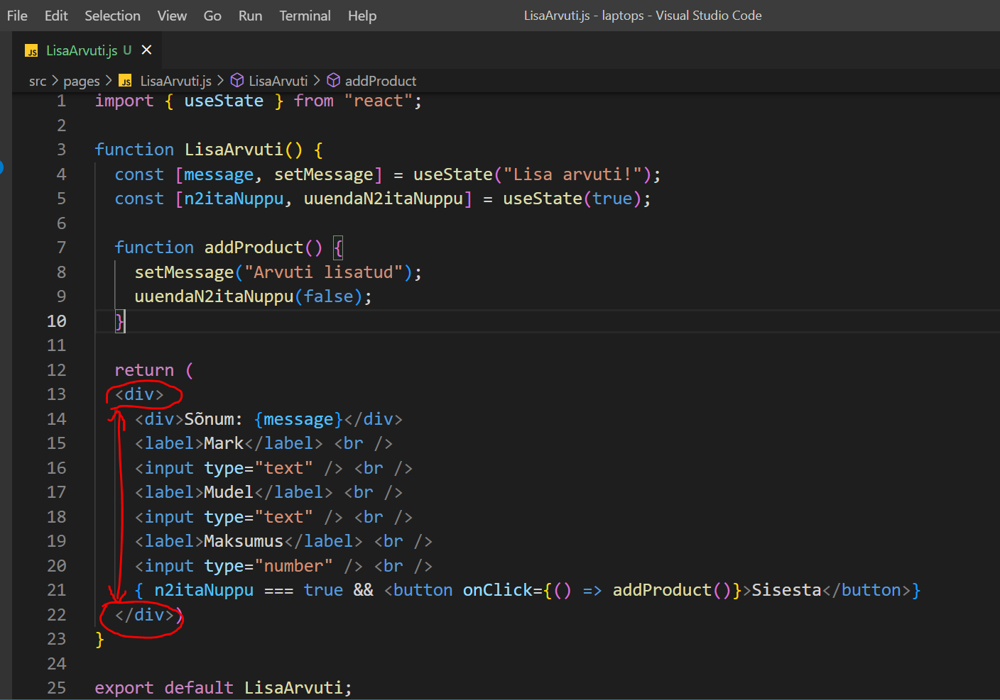 File Edit Selection View Go Run Terminal Help LisaArvuti.js - laptops - Visual Studio Code
JS LisaArvuti.js U ×
src > pages > JS LisaArvuti.js > LisaArvuti > addProduct
1 import { useState } from "react";
2
3 function LisaArvuti() {
4   const [message, setMessage] = useState("Lisa arvuti!");
5   const [n2itaNuppu, uuendaN2itaNuppu] = useState(true);
6
7   function addProduct() {
8     setMessage("Arvuti lisatud");
9     uuendaN2itaNuppu(false);
10   }
11
12   return (
13   <div>
14     <div>Sõnum: {message}</div>
15     <label>Mark</label> <br />
16     <input type="text" /> <br />
17     <label>Mudel</label> <br />
18     <input type="text" /> <br />
19     <label>Maksumus</label> <br />
20     <input type="number" /> <br />
21     { n2itaNuppu === true && <button onClick={() => addProduct()}>Sisesta</button>}
22   </div>)
23 }
24
25 export default LisaArvuti;